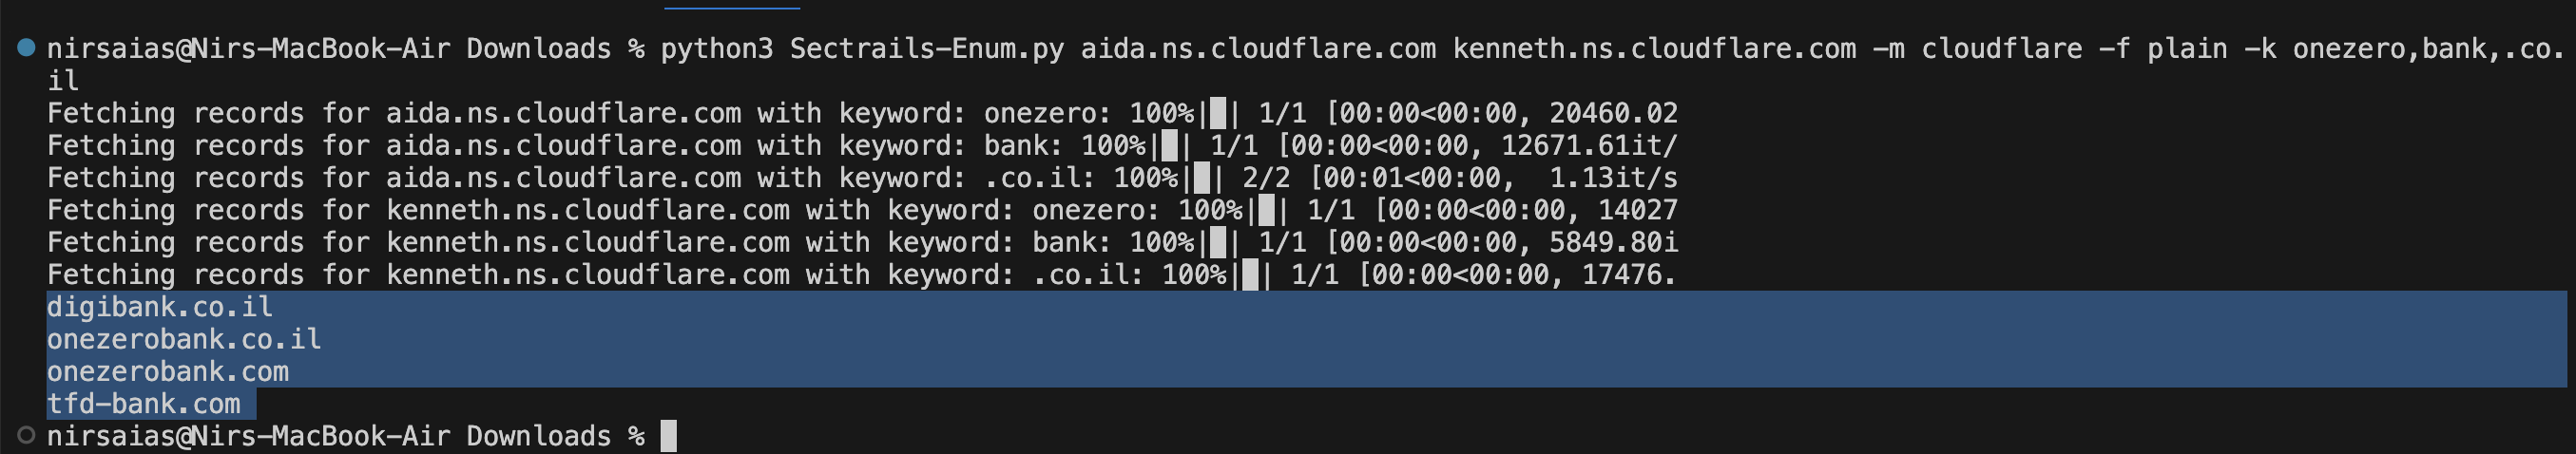 nirsaias@Nirs-MacBook-Air Downloads % python3 Sectrails-Enum.py aida.ns.cloudflare.com kenneth.ns.cloudflare.com -m cloudflare -f plain -k onezero,bank,.co.
il
Fetching records for aida.ns.cloudflare.com with keyword: onezero: 100%|█| 1/1 [00:00<00:00, 20460.02
Fetching records for aida.ns.cloudflare.com with keyword: bank: 100%|█| 1/1 [00:00<00:00, 12671.61it/
Fetching records for aida.ns.cloudflare.com with keyword: .co.il: 100%|█| 2/2 [00:01<00:00,  1.13it/s
Fetching records for kenneth.ns.cloudflare.com with keyword: onezero: 100%|█| 1/1 [00:00<00:00, 14027
Fetching records for kenneth.ns.cloudflare.com with keyword: bank: 100%|█| 1/1 [00:00<00:00, 5849.80i
Fetching records for kenneth.ns.cloudflare.com with keyword: .co.il: 100%|█| 1/1 [00:00<00:00, 17476.
digibank.co.il
onezerobank.co.il
onezerobank.com
tfd-bank.com
nirsaias@Nirs-MacBook-Air Downloads %